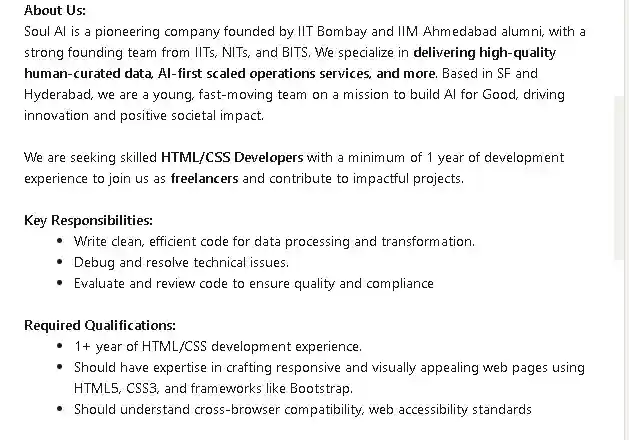 About Us:
Soul AI is a pioneering company founded by IIT Bombay and IIM Ahmedabad alumni, with a
strong founding team from IITs, NITs, and BITS. We specialize in delivering high-quality
human-curated data, AI-first scaled operations services, and more. Based in SF and
Hyderabad, we are a young, fast-moving team on a mission to build AI for Good, driving
innovation and positive societal impact.
We are seeking skilled HTML/CSS Developers with a minimum of 1 year of development
experience to join us as freelancers and contribute to impactful projects.
Key Responsibilities:
• Write clean, efficient code for data processing and transformation.
• Debug and resolve technical issues.
• Evaluate and review code to ensure quality and compliance
Required Qualifications:
• 1+ year of HTML/CSS development experience.
• Should have expertise in crafting responsive and visually appealing web pages using
HTML5, CSS3, and frameworks like Bootstrap.
• Should understand cross-browser compatibility, web accessibility standards